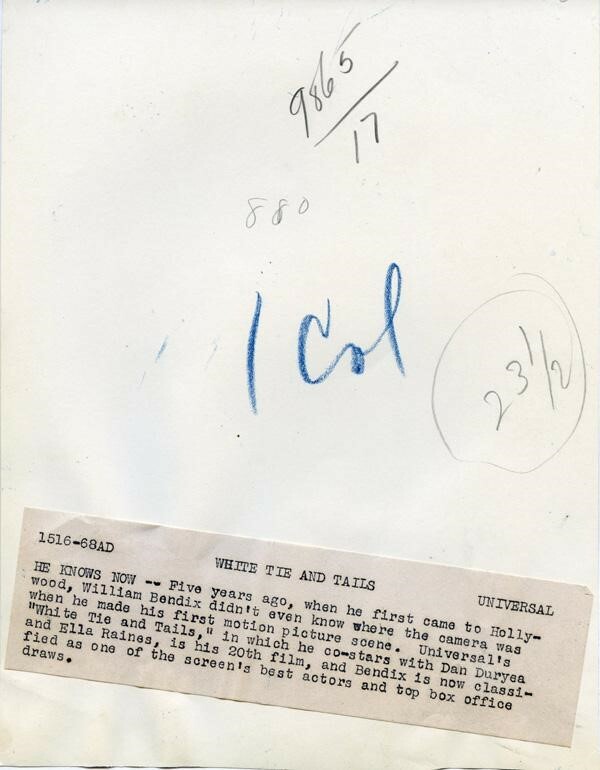 9865/17
880
1 Col
23 1/2
1516-68AD
WHITE TIE AND TAILS
UNIVERSAL
HE KNOWS NOW -- Five years ago, when he first came to Holly-
wood, William Bendix didn't even know where the camera was
when he made his first motion picture scene. Universal's
"White Tie and Tails," in which he co-stars with Dan Duryea
and Ella Raines, is his 20th film, and Bendix is now classi-
fied as one of the screen's best actors and top box office
draws.